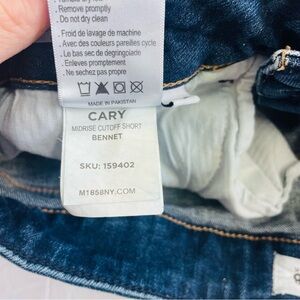 - Remove promptly
- Do not dry clean
- Froid de lavage de machine
- Avec des couleurs pareilles cycle
- Le bas sec de degringolade
- Enleves promptement
- Ne sechez pas propre
MADE IN PAKISTAN
CARY
MIDRISE CUTOFF SHORT
BENNET
SKU: 159402
M1858NY.COM